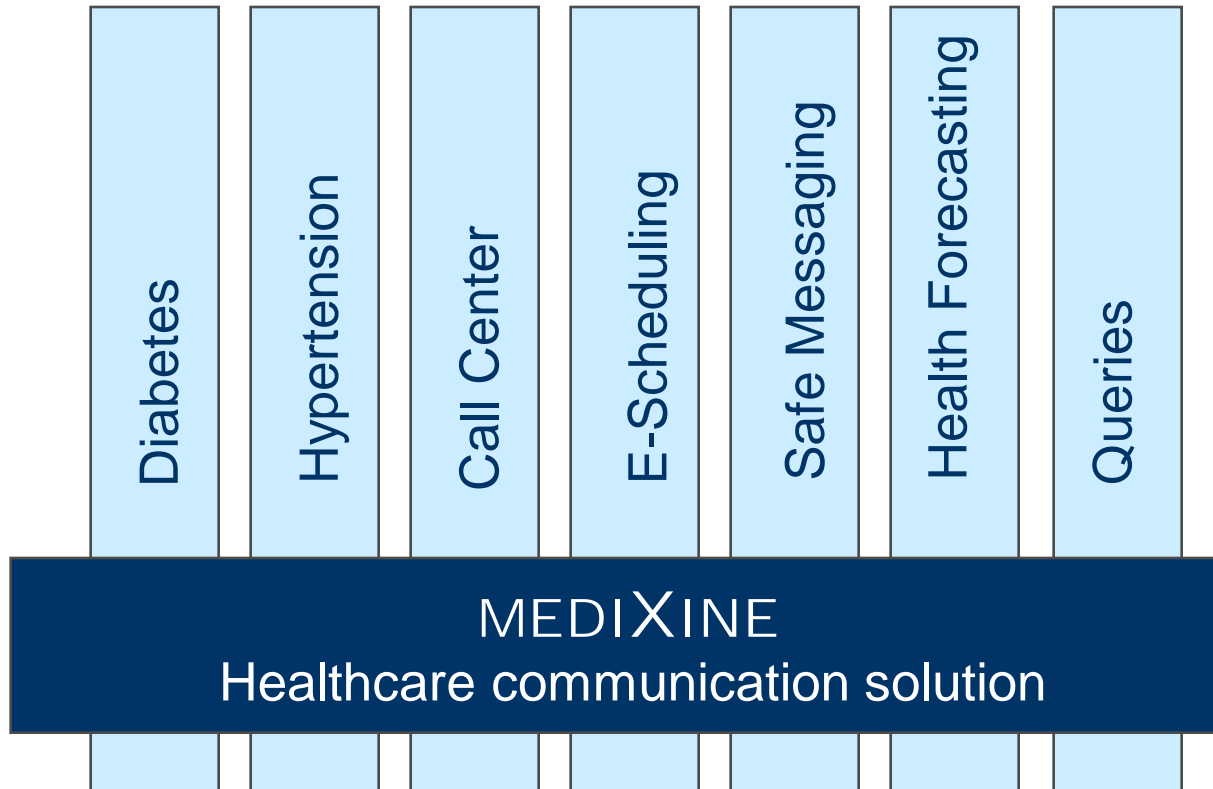 Diabetes
Hypertension
Call Center
E-Scheduling
Safe Messaging
Health Forecasting
Queries
MEDIXINE
Healthcare communication solution